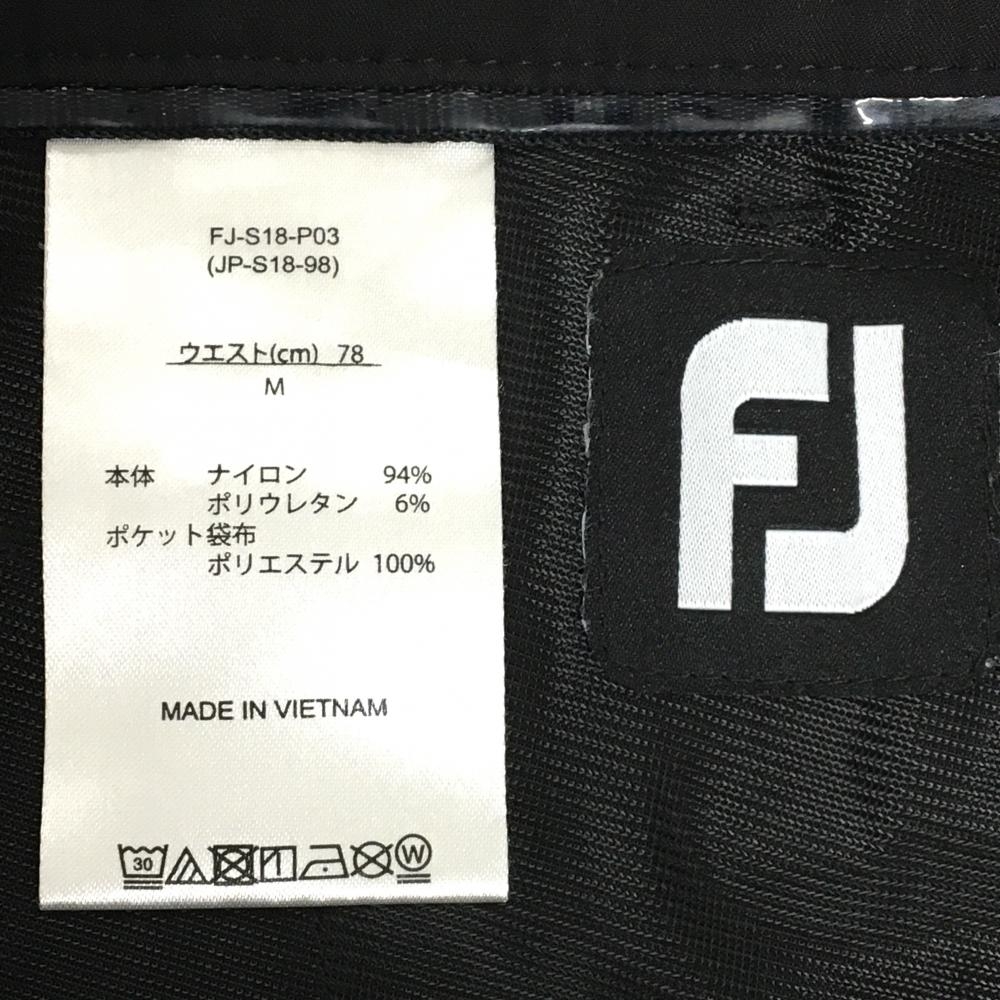 FJ-S18-P03
(JP-S18-98)
ウエスト(cm) 78
M
本体 ナイロン 94%
ポリウレタン 6%
ポケット袋布
ポリエステル 100%
MADE IN VIETNAM
30 W
FJ